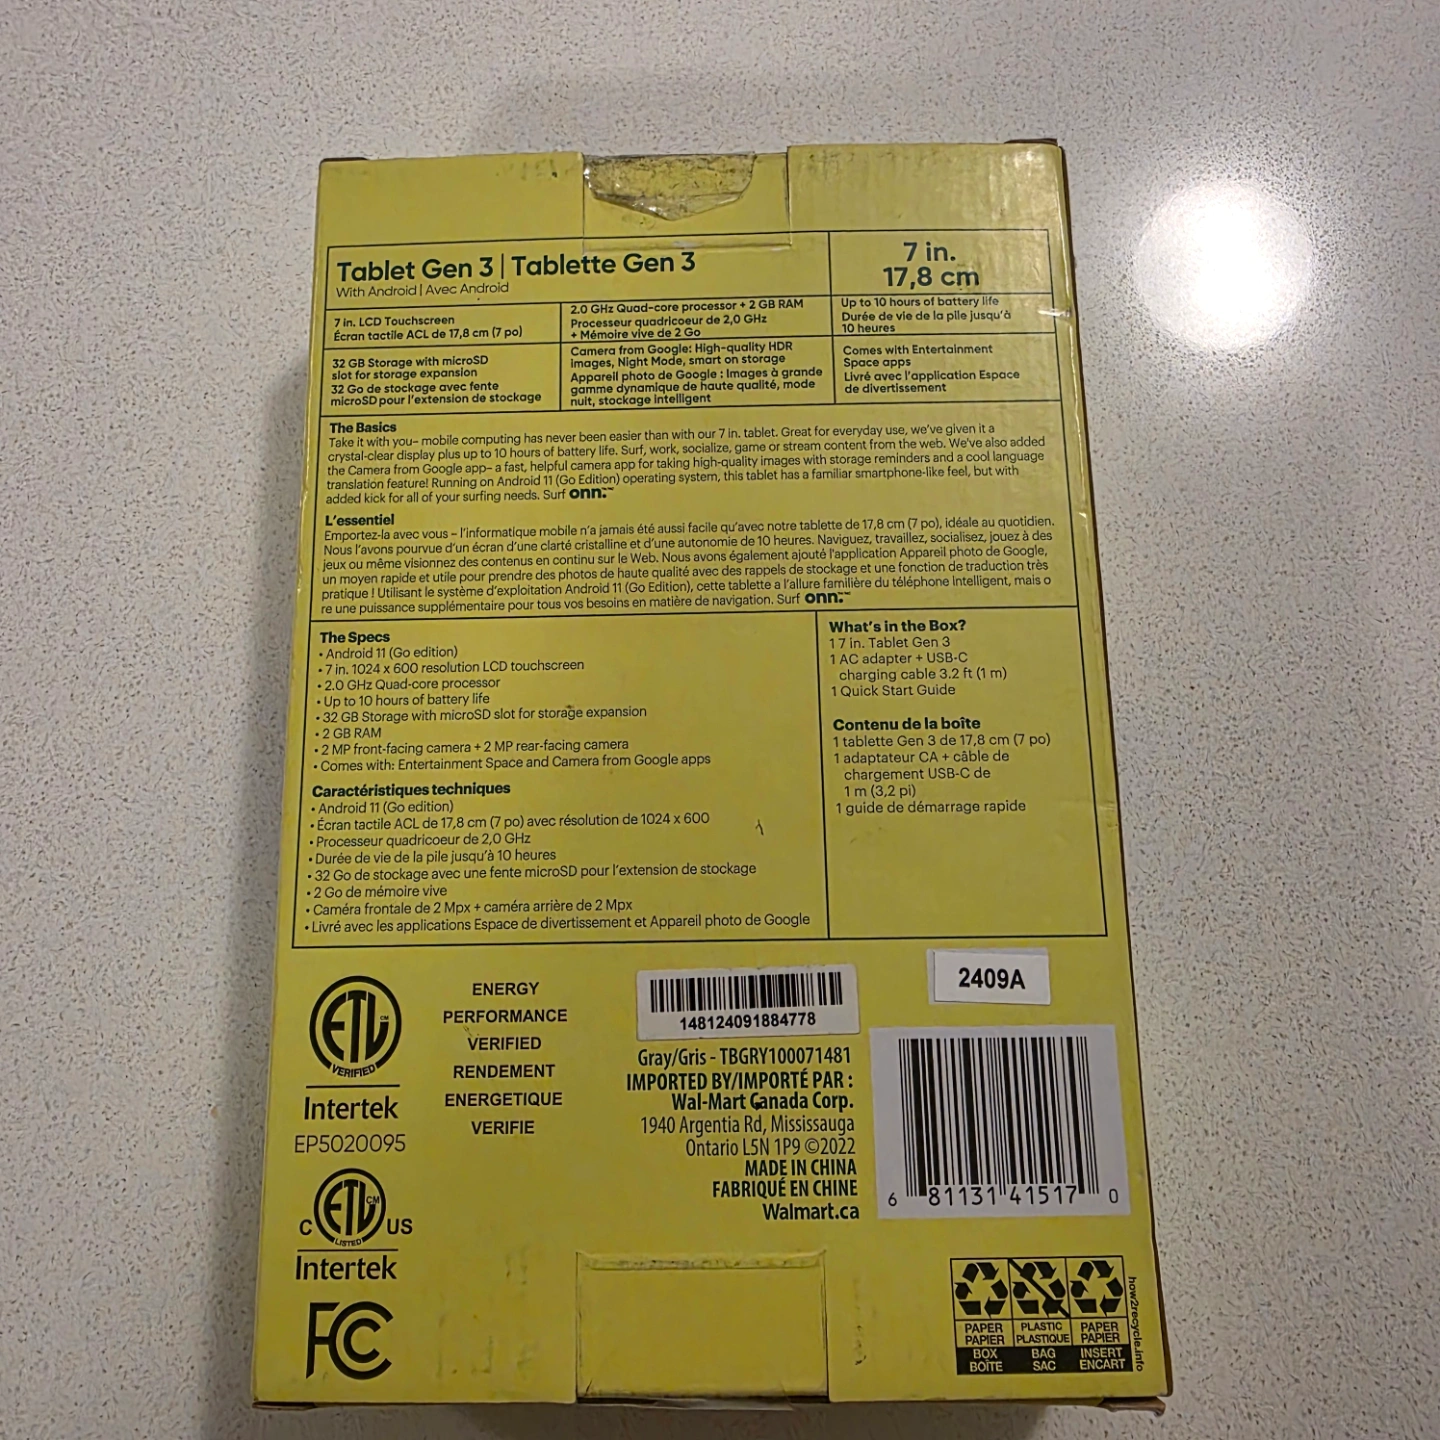 Tablet Gen 3 | Tablette Gen 3
With Android | Avec Android
7 in.
17,8 cm
7 in. LCD Touchscreen
Écran tactile ACL de 17,8 cm (7 po)
2.0 GHz Quad-core processor + 2 GB RAM
Processeur quadricoeur de 2,0 GHz
+ Mémoire vive de 2 Go
Up to 10 hours of battery life
Durée de vie de la pile jusqu'à
10 heures
32 GB Storage with microSD
slot for storage expansion
32 Go de stockage avec fente
microSD pour l'extension de stockage
Camera from Google: High-quality HDR
images, Night Mode, smart on storage
Appareil photo de Google : Images à grande
gamme dynamique de haute qualité, mode
nuit, stockage intelligent
Comes with Entertainment
Space apps
Livré avec l'application Espace
de divertissement
The Basics
Take it with you– mobile computing has never been easier than with our 7 in. tablet. Great for everyday use, we've given it a
crystal-clear display plus up to 10 hours of battery life. Surf, work, socialize, game or stream content from the web. We've also added
the Camera from Google app– a fast, helpful camera app for taking high-quality images with storage reminders and a cool language
translation feature! Running on Android 11 (Go Edition) operating system, this tablet has a familiar smartphone-like feel, but with
added kick for all of your surfing needs. Surf onn.™
L'essentiel
Emportez-la avec vous – l'informatique mobile n'a jamais été aussi facile qu'avec notre tablette de 17,8 cm (7 po), idéale au quotidien.
Nous l'avons pourvue d'un écran d'une clarté cristalline et d'une autonomie de 10 heures. Naviguez, travaillez, socialisez, jouez à des
jeux ou même visionnez des contenus en continu sur le Web. Nous avons également ajouté l'application Appareil photo de Google,
un moyen rapide et utile pour prendre des photos de haute qualité avec des rappels de stockage et une fonction de traduction très
pratique ! Utilisant le système d'exploitation Android 11 (Go Edition), cette tablette a l'allure familière du téléphone intelligent, mais o
re une puissance supplémentaire pour tous vos besoins en matière de navigation. Surf onn.™
The Specs
• Android 11 (Go edition)
• 7 in. 1024 x 600 resolution LCD touchscreen
• 2.0 GHz Quad-core processor
• Up to 10 hours of battery life
• 32 GB Storage with microSD slot for storage expansion
• 2 GB RAM
• 2 MP front-facing camera + 2 MP rear-facing camera
• Comes with: Entertainment Space and Camera from Google apps
Caractéristiques techniques
• Android 11 (Go edition)
• Écran tactile ACL de 17,8 cm (7 po) avec résolution de 1024 x 600
• Processeur quadricoeur de 2,0 GHz
• Durée de vie de la pile jusqu'à 10 heures
• 32 Go de stockage avec une fente microSD pour l'extension de stockage
• 2 Go de mémoire vive
• Caméra frontale de 2 Mpx + caméra arrière de 2 Mpx
• Livré avec les applications Espace de divertissement et Appareil photo de Google
What's in the Box?
1 7 in. Tablet Gen 3
1 AC adapter + USB-C
charging cable 3.2 ft (1 m)
1 Quick Start Guide
Contenu de la boîte
1 tablette Gen 3 de 17,8 cm (7 po)
1 adaptateur CA + câble de
chargement USB-C de
1 m (3,2 pi)
1 guide de démarrage rapide
ETL CM
VERIFIED
Intertek
EP5020095
C ETL CM US
LISTED
Intertek
FC
ENERGY
PERFORMANCE
VERIFIED
RENDEMENT
ENERGETIQUE
VERIFIE
148124091884778
Gray/Gris - TBGRY100071481
IMPORTED BY/IMPORTÉ PAR :
Wal-Mart Canada Corp.
1940 Argentia Rd, Mississauga
Ontario L5N 1P9 ©2022
MADE IN CHINA
FABRIQUÉ EN CHINE
Walmart.ca
2409A
6 81131 41517 0
PAPER
PAPIER
BOX
BOÎTE
PLASTIC
PLASTIQUE
BAG
SAC
PAPER
PAPIER
INSERT
ENCART
how2recycle.info